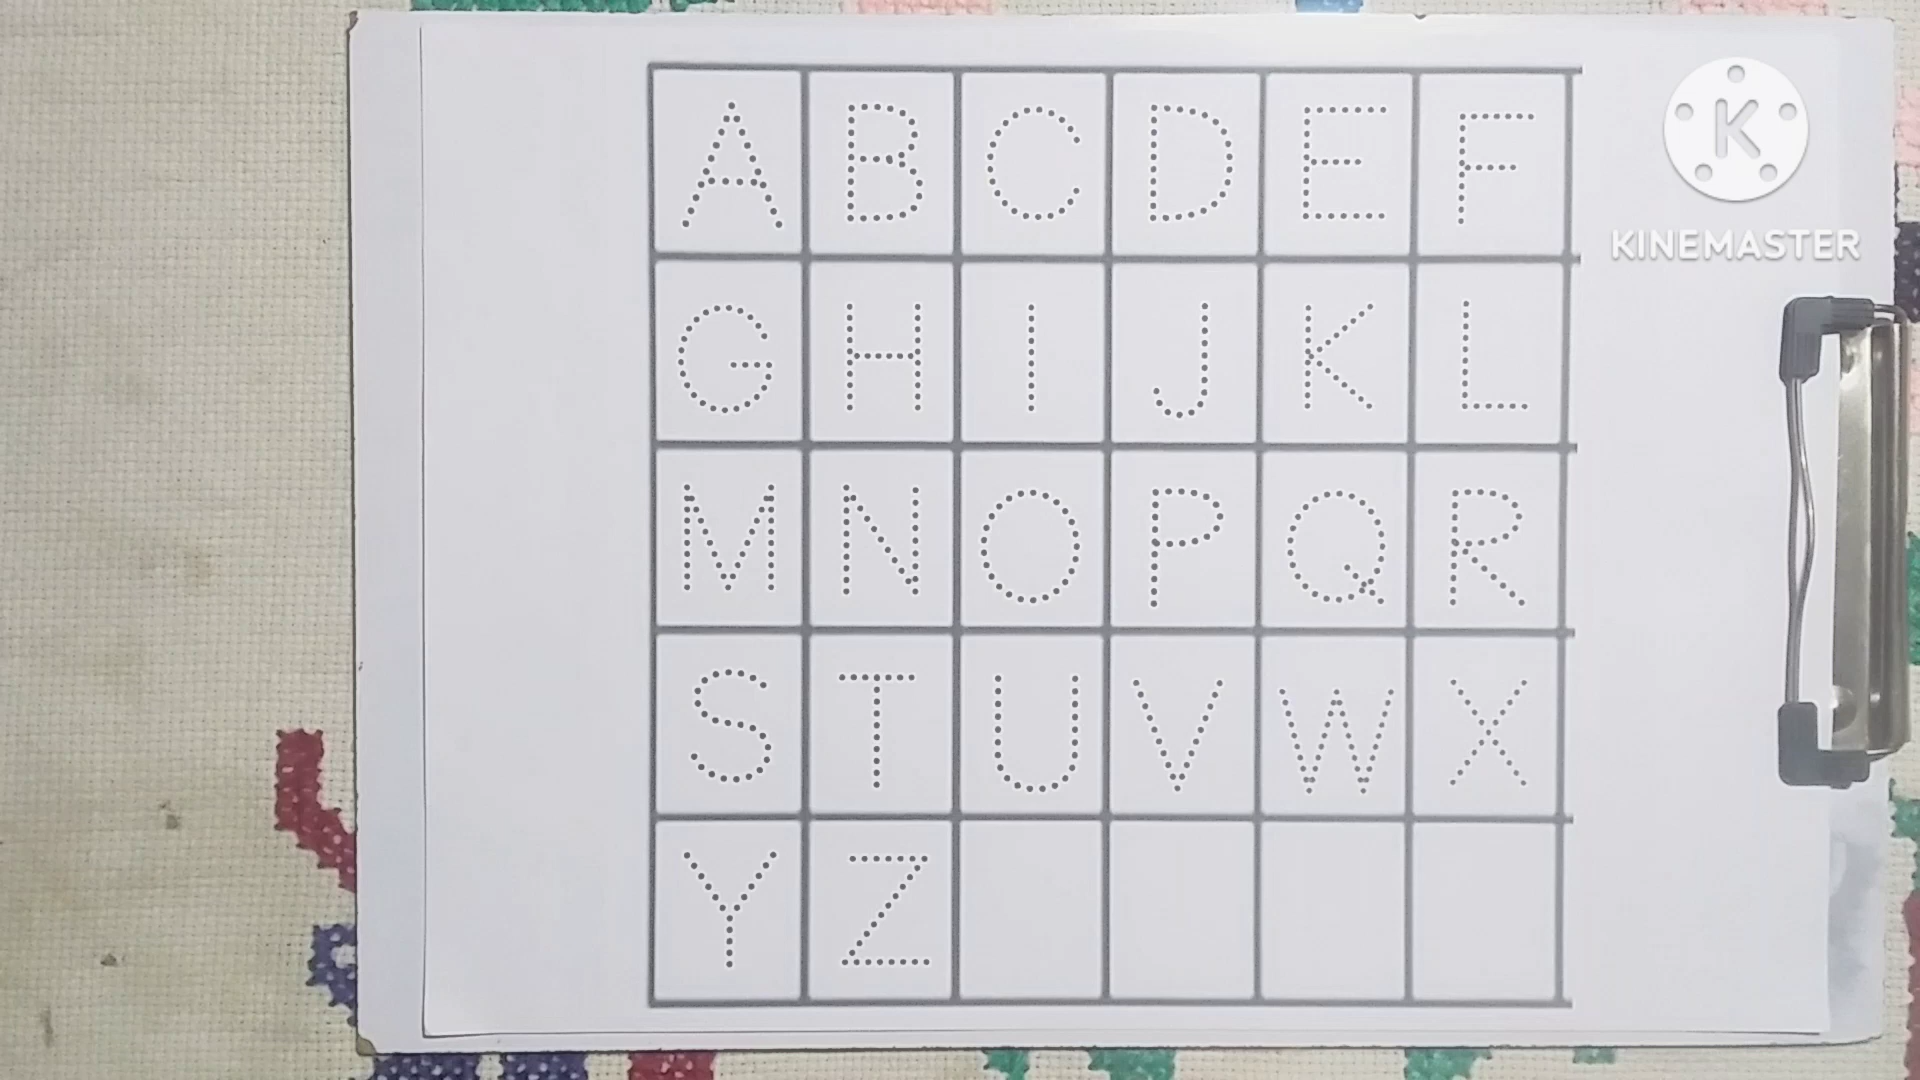 A B C D E F
G H I J K L
M N O P Q R
S T U V W X
Y Z
K
KINEMASTER